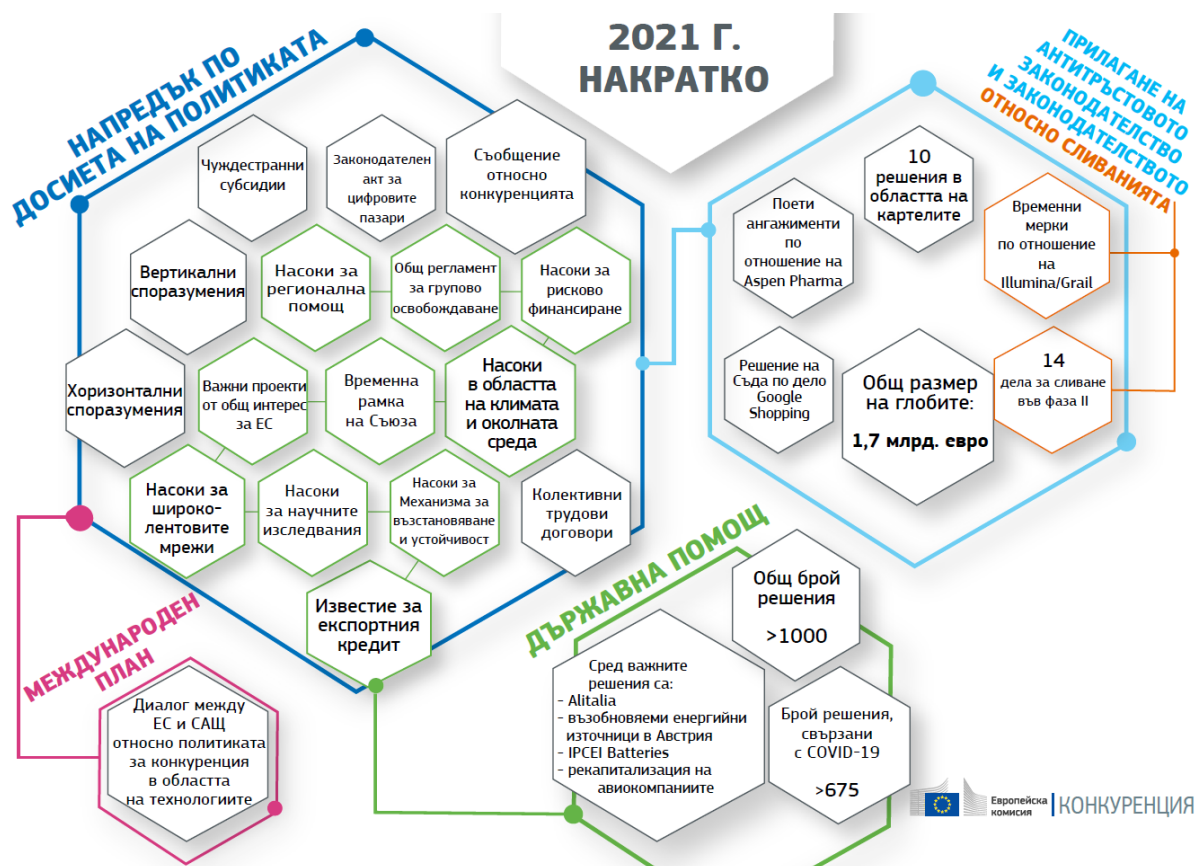 2021 Г.
НАКРАТКО
НАПРЕДЪК ПО
ДОСИЕТА НА ПОЛИТИКАТА
Чуждестранни
субсидии
Законодателен
акт за
цифровите
пазари
Съобщение
относно
конкуренцията
Вертикални
споразумения
Насоки за
регионална
помощ
Общ регламент
за групово
освобождаване
Насоки за
рисково
финансиране
Хоризонтални
споразумения
Важни проекти
от общ интерес
за ЕС
Временна
рамка
на Съюза
Насоки
в областта
на климата
и околната
среда
Насоки за
широко-
лентовите
мрежи
Насоки
за научните
изследвания
Насоки за
Механизма за
възстановяване
и устойчивост
Колективни
трудови
договори
Известие за
експортния
кредит
ПРИЛАГАНЕ НА
АНТИТРЪСТОВОТО
ЗАКОНОДАТЕЛСТВО
И ЗАКОНОДАТЕЛСТВОТО
ОТНОСНО СЛИВАНИЯТА
10
решения в
областта на
картелите
Поети
ангажименти
по
отношение на
Aspen Pharma
Временни
мерки
по отношение
на
Illumina/Grail
Решение на
Съда по дело
Google
Shopping
Общ размер
на глобите:
1,7 млрд. евро
14
дела за сливане
във фаза II
МЕЖДУНАРОДЕН
ПЛАН
Диалог между
ЕС и САЩ
относно политиката
за конкуренция
в областта
на технологиите
ДЪРЖАВНА ПОМОЩ
Общ брой
решения
>1000
Сред важните
решения са:
- Alitalia
- възобновяеми енергийни
източници в Австрия
- IPCEI Batteries
- рекапитализация на
авиокомпаниите
Брой решения,
свързани
с COVID-19
>675
Европейска
комисия
КОНКУРЕНЦИЯ